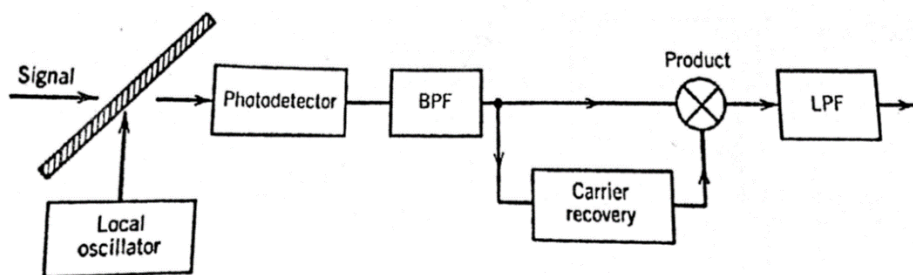 Signal
Photodetector
BPF
Product
LPF
Carrier
recovery
Local
oscillator